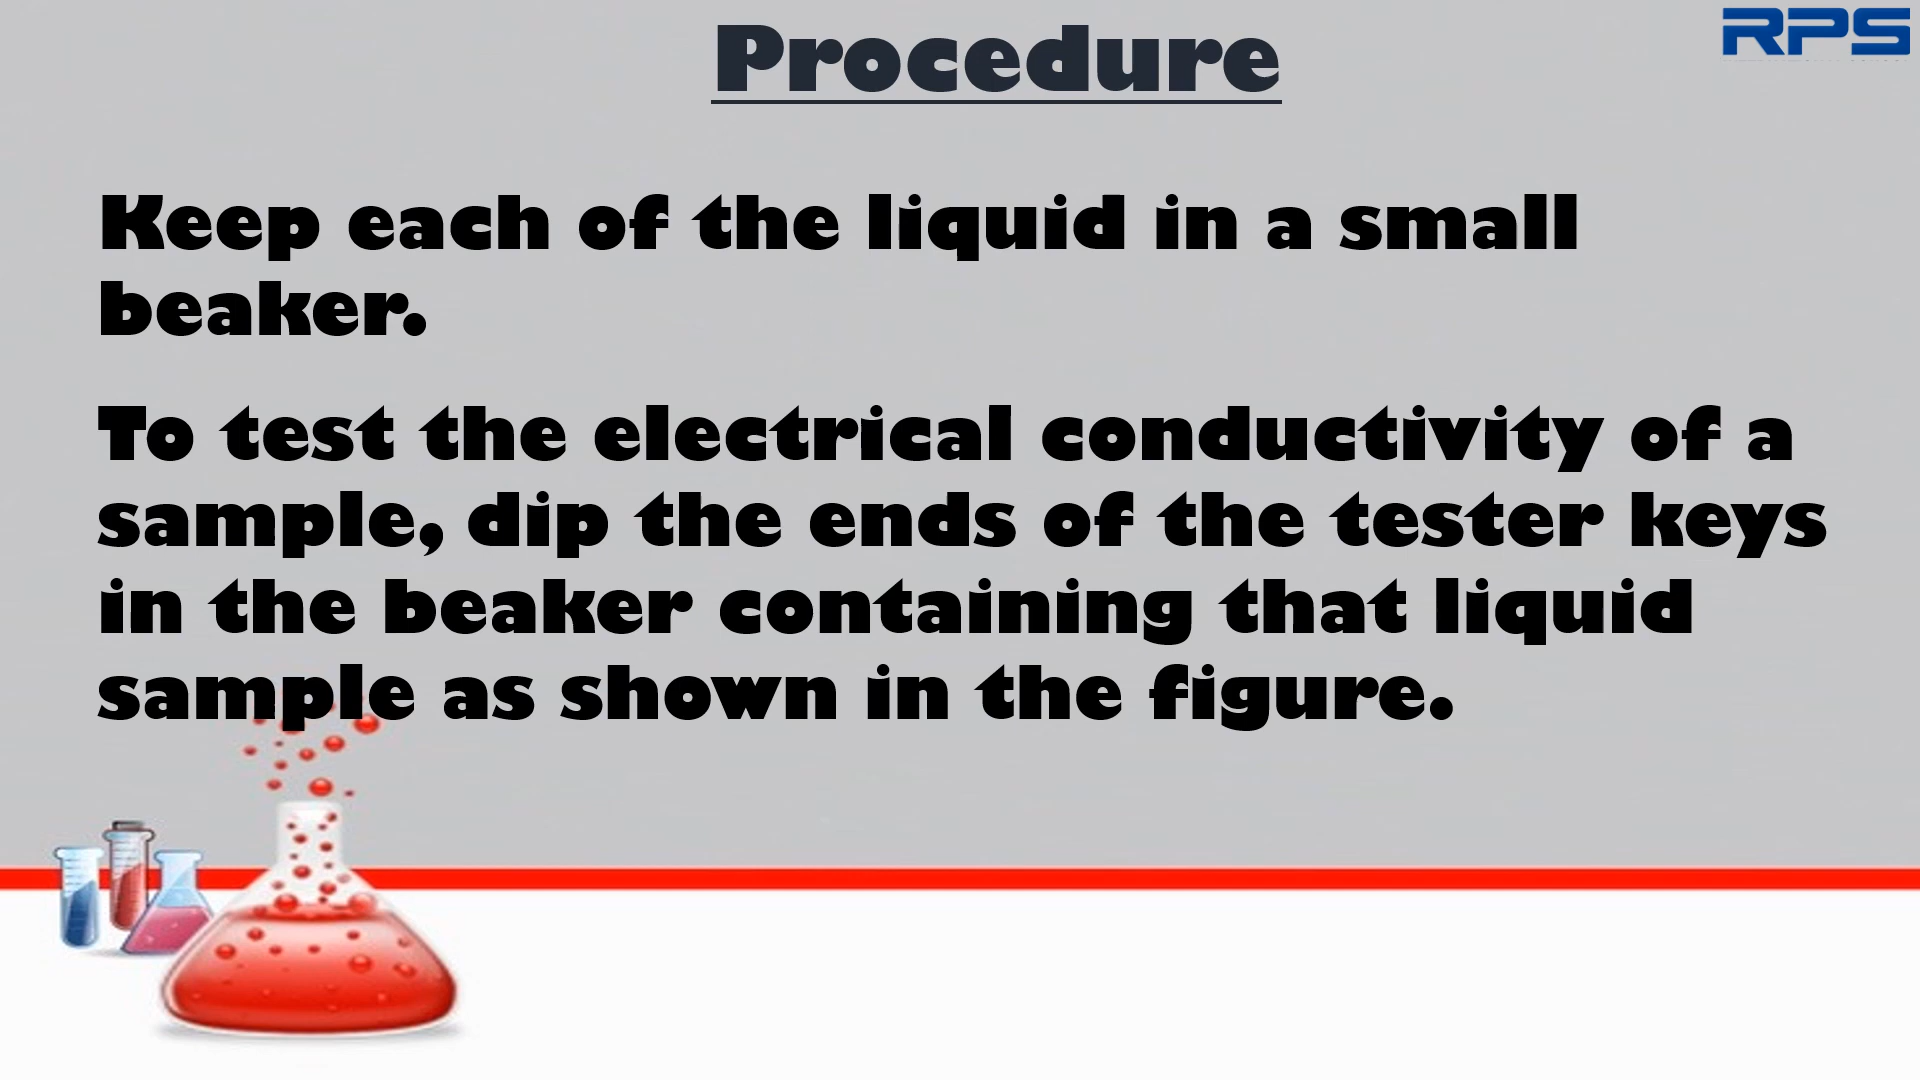 Procedure
RPS
Keep each of the liquid in a small
beaker.
To test the electrical conductivity of a
sample, dip the ends of the tester keys
in the beaker containing that liquid
sample as shown in the figure.